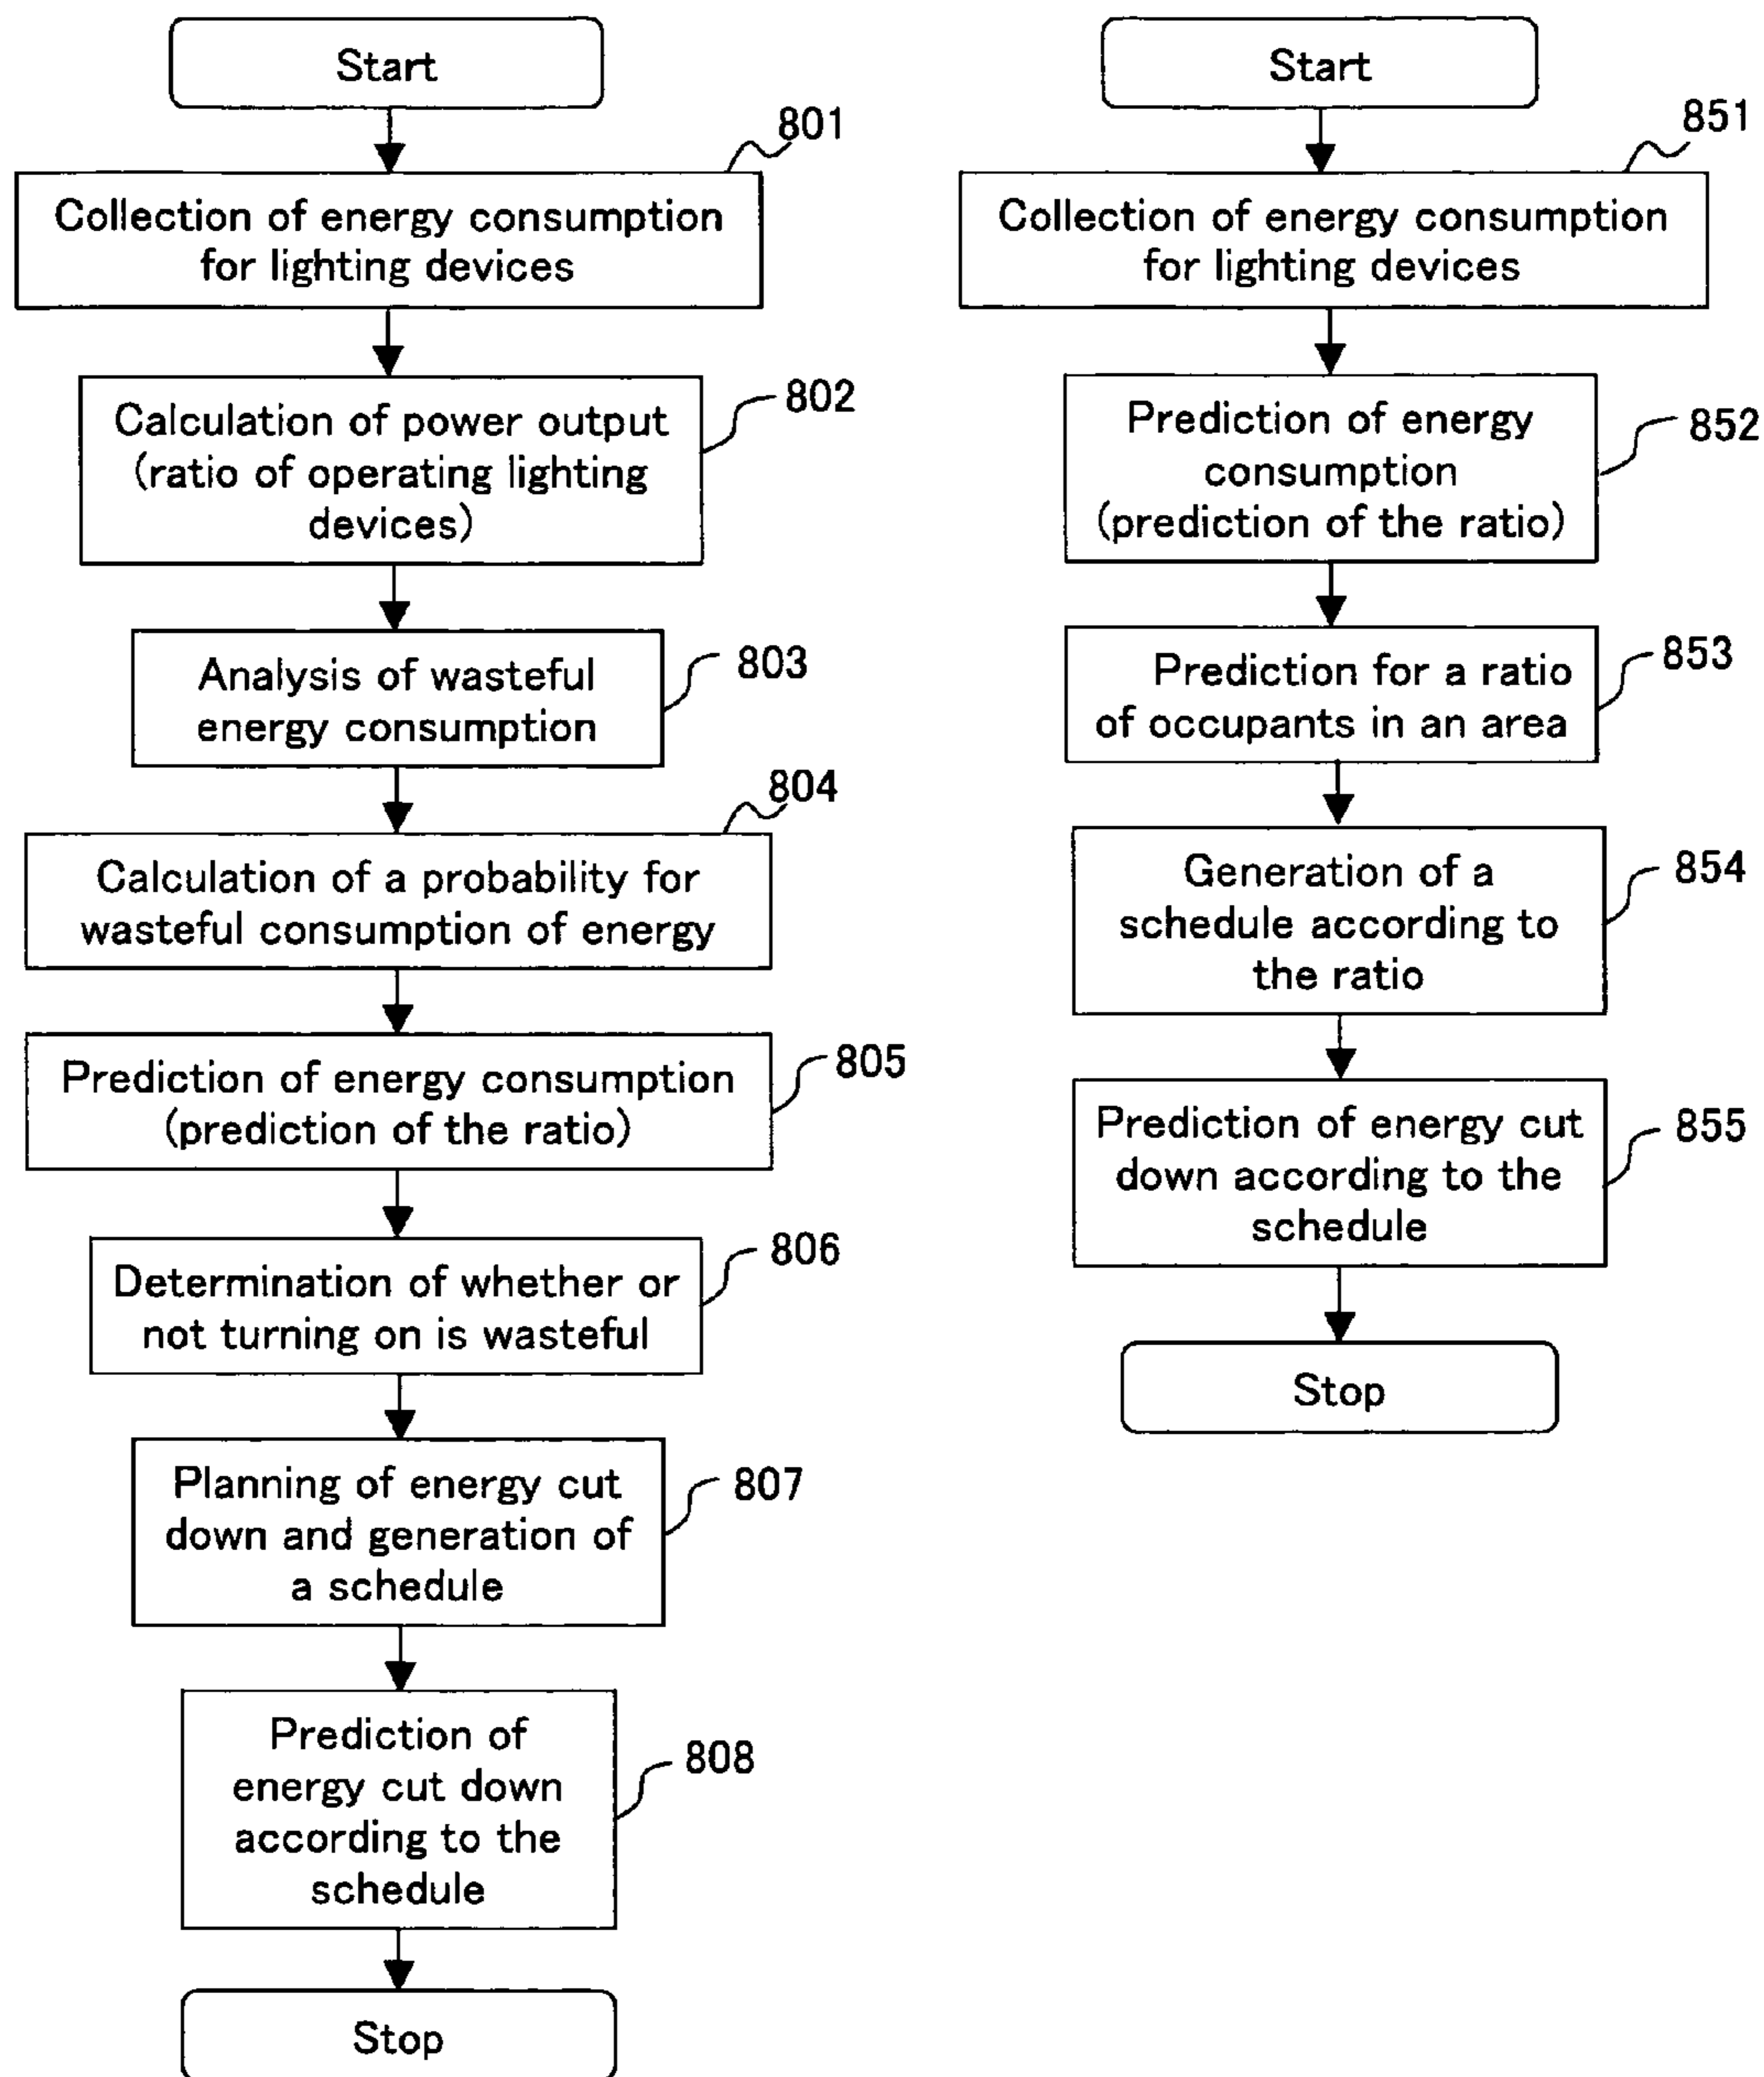 Start
801
Collection of energy consumption
for lighting devices
802
Calculation of power output
(ratio of operating lighting
devices)
803
Analysis of wasteful
energy consumption
804
Calculation of a probability for
wasteful consumption of energy
805
Prediction of energy consumption
(prediction of the ratio)
806
Determination of whether or
not turning on is wasteful
807
Planning of energy cut
down and generation of
a schedule
808
Prediction of
energy cut down
according to the
schedule
Stop
Start
851
Collection of energy consumption
for lighting devices
852
Prediction of energy
consumption
(prediction of the ratio)
853
Prediction for a ratio
of occupants in an area
854
Generation of a
schedule according to
the ratio
855
Prediction of energy cut
down according to the
schedule
Stop